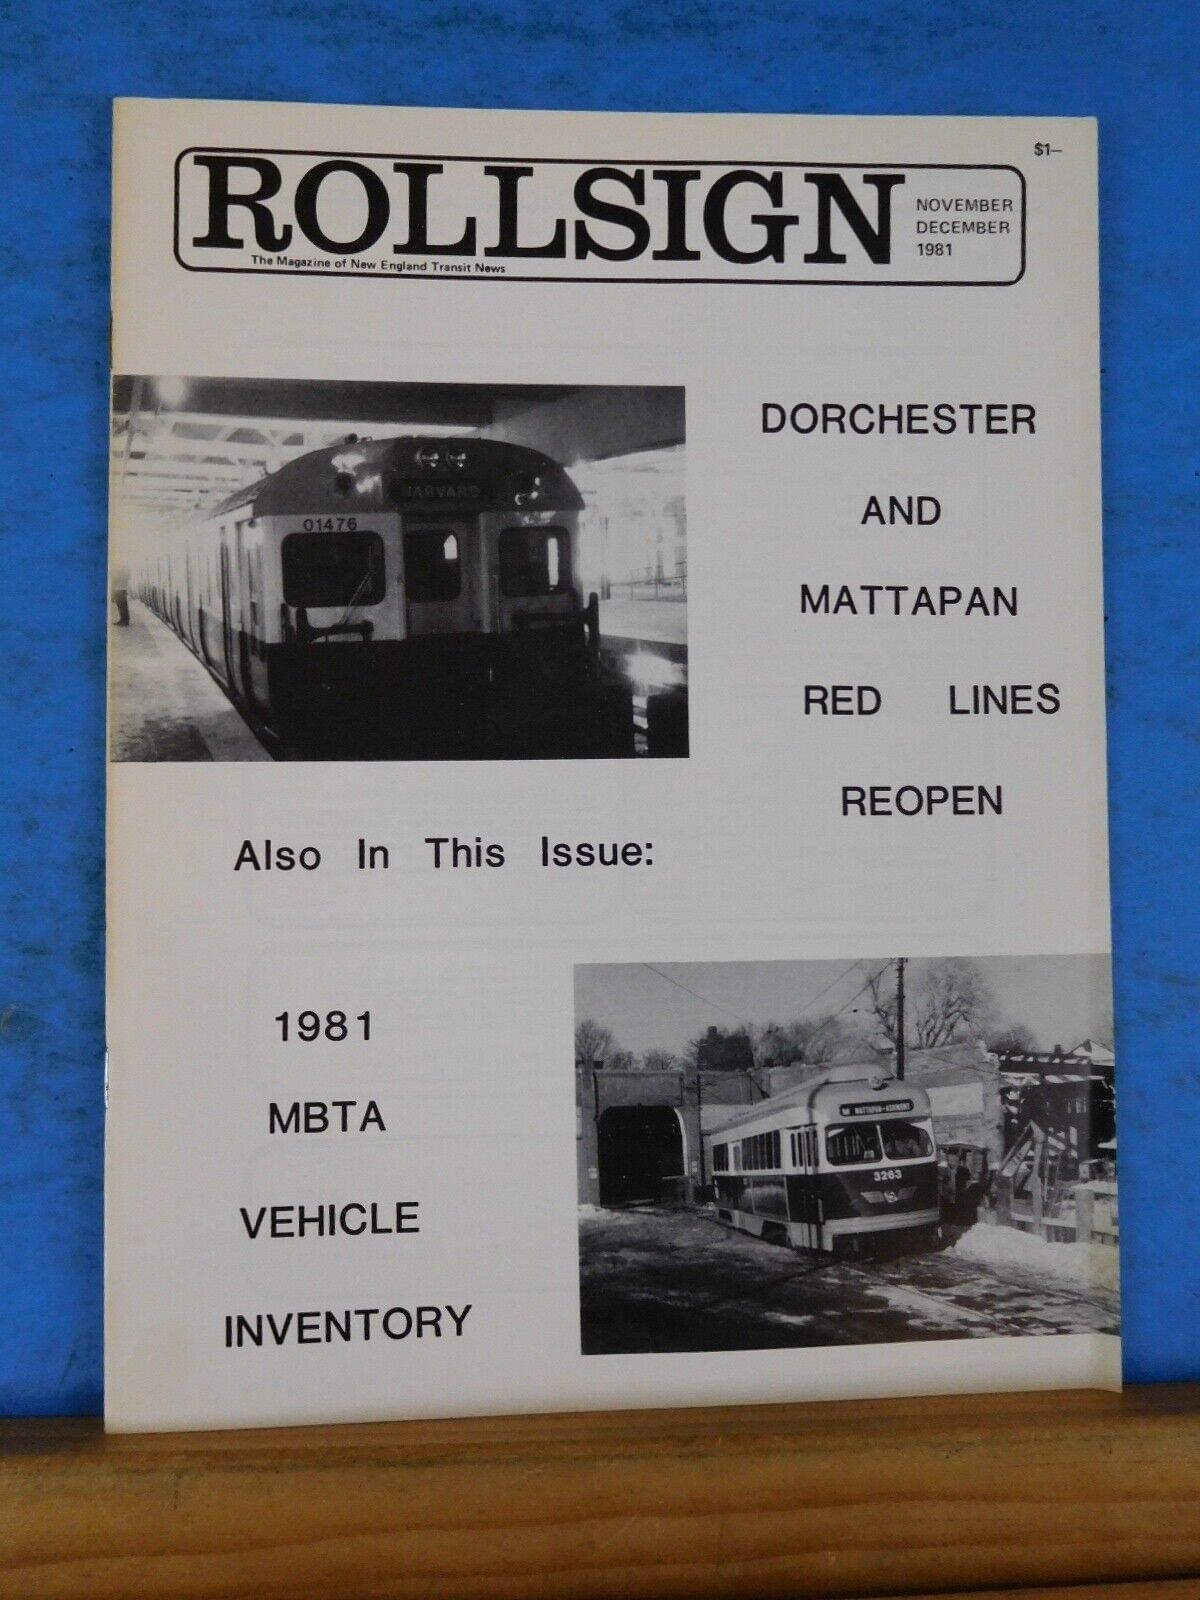 $1—
ROLLSIGN
NOVEMBER
DECEMBER
1981
The Magazine of New England Transit News
HARVARD
01476
DORCHESTER
AND
MATTAPAN
RED LINES
REOPEN
Also In This Issue:
1981
MBTA
VEHICLE
INVENTORY
MATTAPAN-ASHMONT
3263